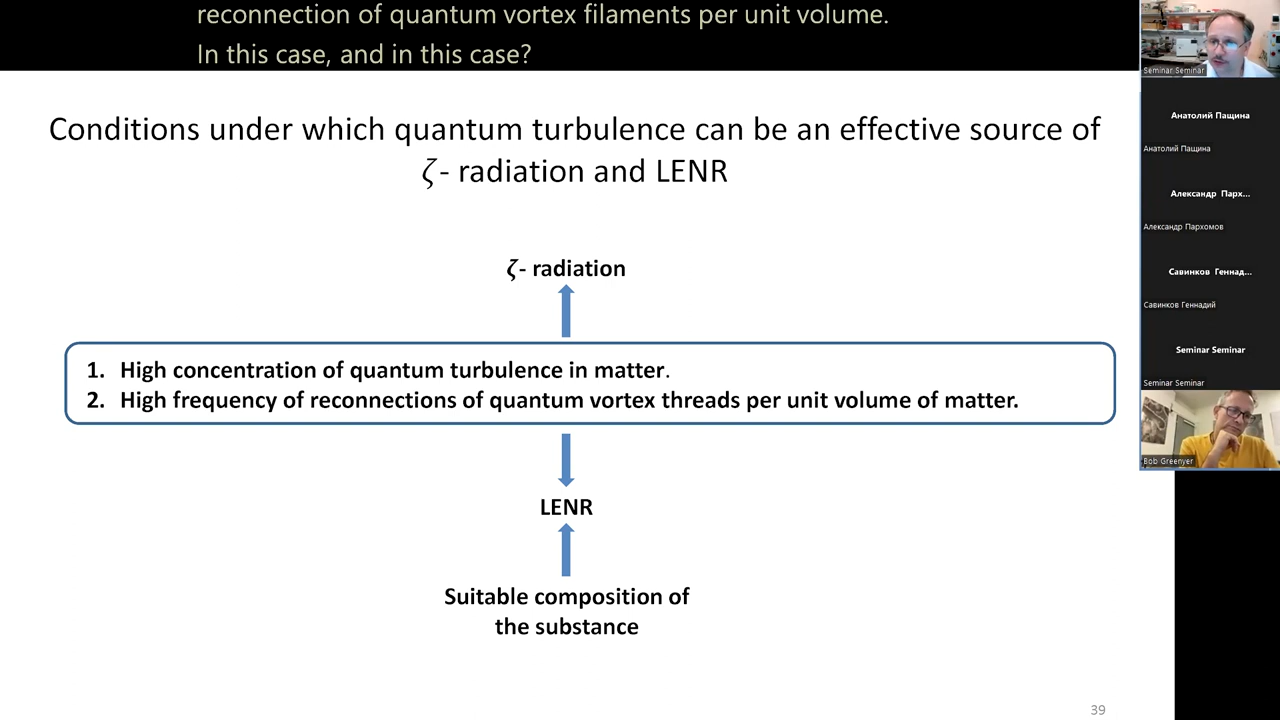 reconnection of quantum vortex filaments per unit volume.
In this case, and in this case?
Conditions under which quantum turbulence can be an effective source of
ζ- radiation and LENR
ζ- radiation
1. High concentration of quantum turbulence in matter.
2. High frequency of reconnections of quantum vortex threads per unit volume of matter.
LENR
Suitable composition of
the substance
39
Seminar Seminar
Анатолий Пащина
Анатолий Пащина
Александр Парх...
Александр Пархомов
Савинков Геннад...
Савинков Геннадий
Seminar Seminar
Seminar Seminar
Bob Greenyer